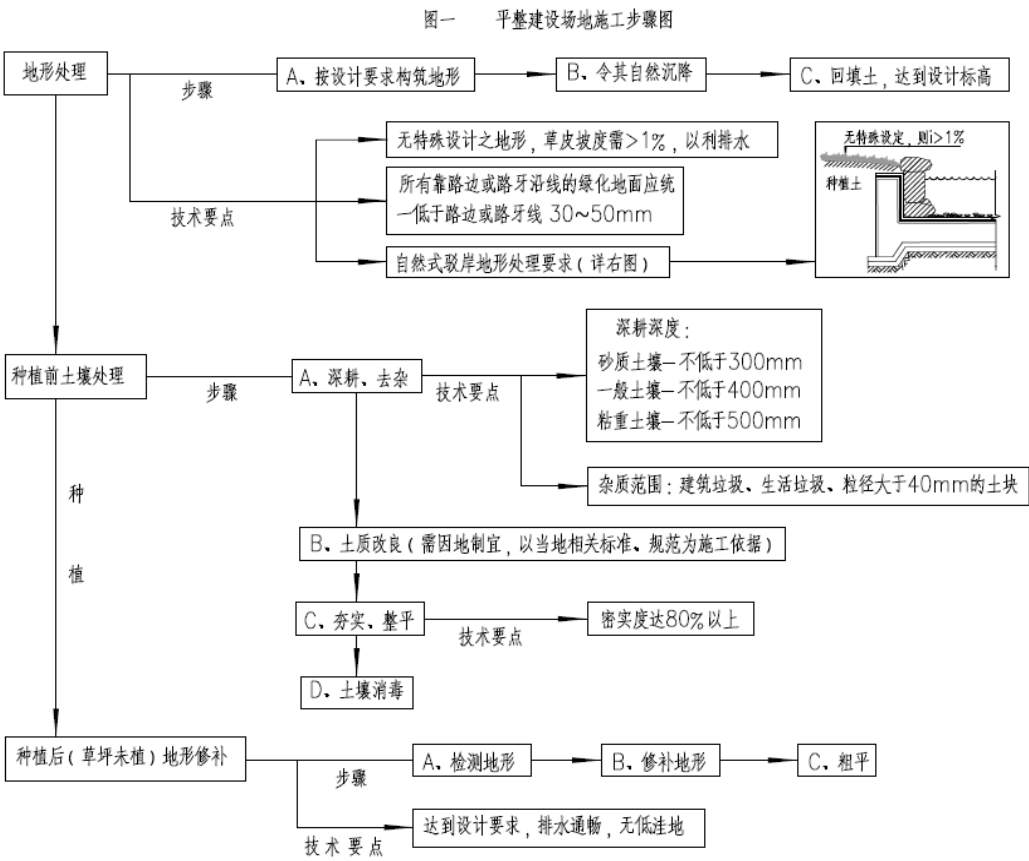 图一 平整建设场地施工步骤图
地形处理
步骤
A、按设计要求构筑地形
B、令其自然沉降
C、回填土，达到设计标高
技术要点
无特殊设计之地形，草皮坡度需>1%，以利排水
所有靠路边或路牙沿线的绿化地面应统
一低于路边或路牙线 30~50mm
自然式驳岸地形处理要求(详右图)
无特殊设定，则i>1%
种植土
种植前土壤处理
步骤
A、深耕、去杂
技术要点
深耕深度：
砂质土壤—不低于300mm
一般土壤—不低于400mm
粘重土壤—不低于500mm
杂质范围：建筑垃圾、生活垃圾、粒径大于40mm的土块
B、土质改良(需因地制宜，以当地相关标准、规范为施工依据)
C、夯实、整平
技术要点
密实度达80%以上
D、土壤消毒
种
植
种植后(草坪未植)地形修补
步骤
A、检测地形
B、修补地形
C、粗平
技术要点
达到设计要求，排水通畅，无低洼地